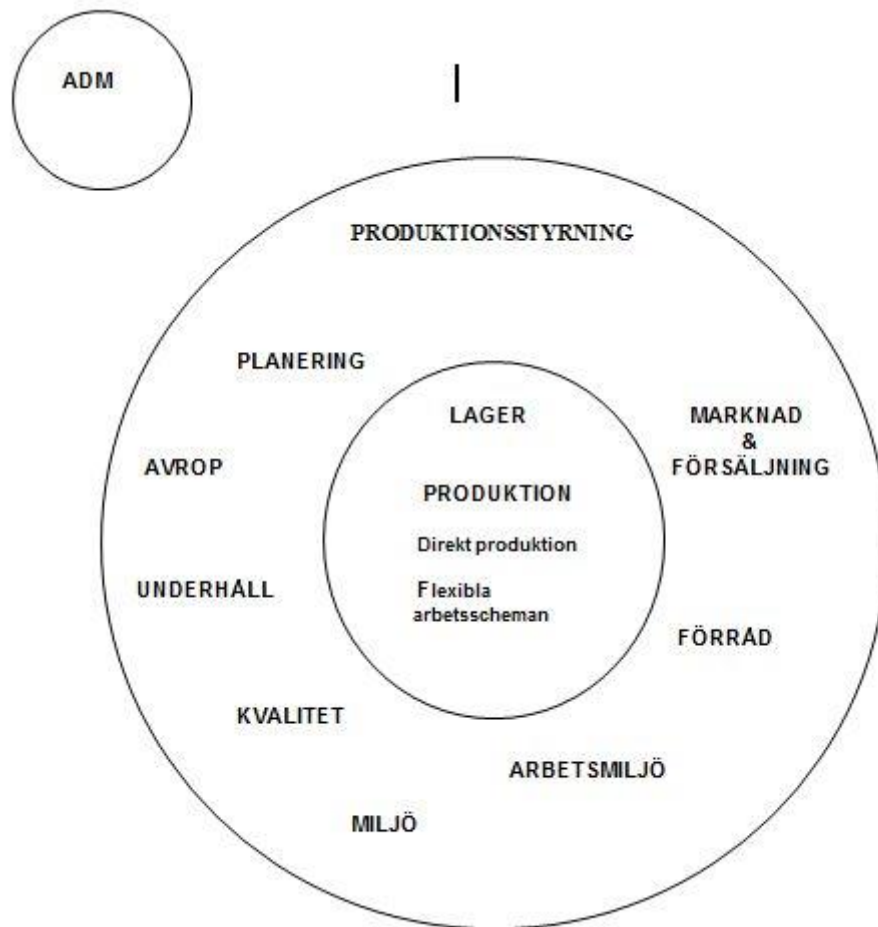 ADM
PRODUKTIONSSTYRNING
PLANERING
LAGER
MARKNAD
&
FÖRSÄLJNING
AVROP
PRODUKTION
Direkt produktion
UNDERHÅLL
Flexibla
arbetsscheman
FÖRRÅD
KVALITET
ARBETSMILJÖ
MILJÖ